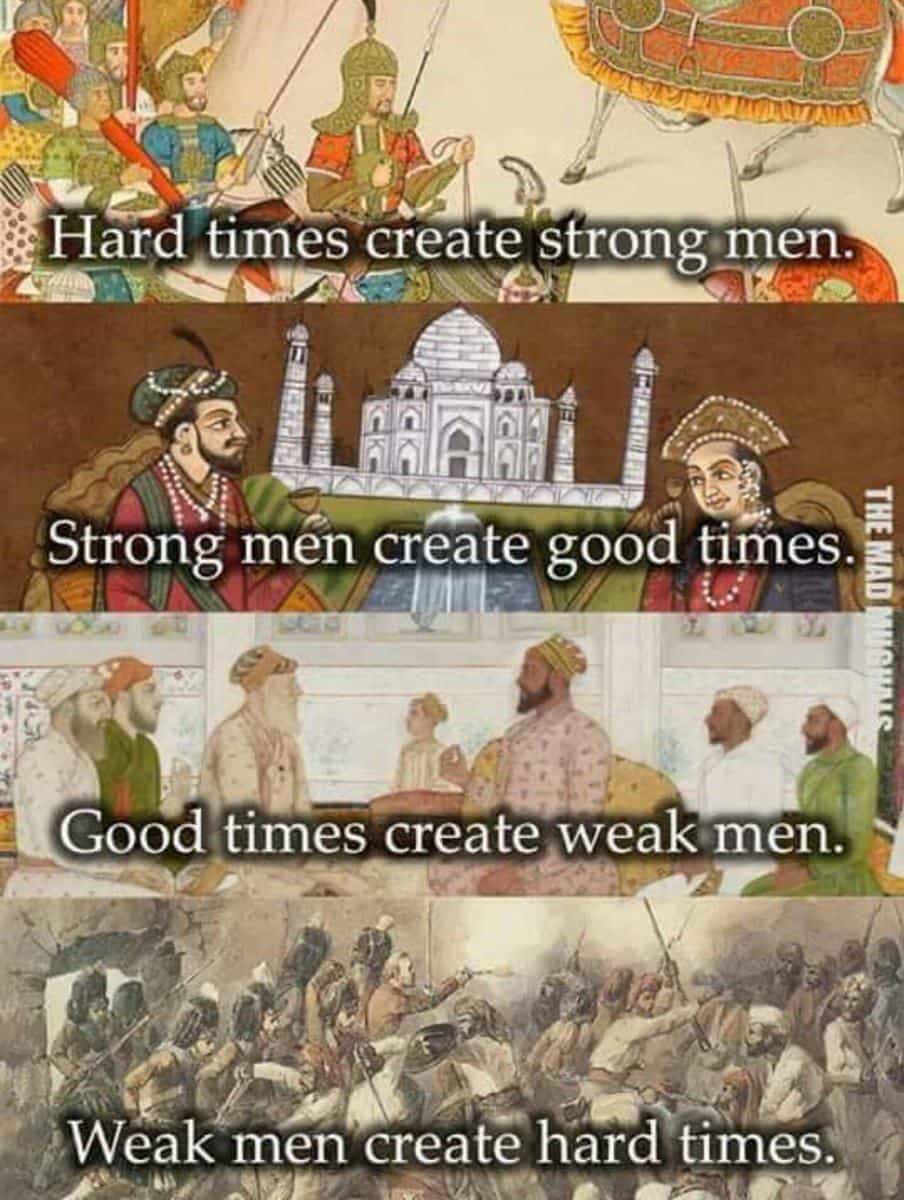 Hard times create strong men.
Strong men create good times.
THE MAD MUGHALS
Good times create weak men.
Weak men create hard times.